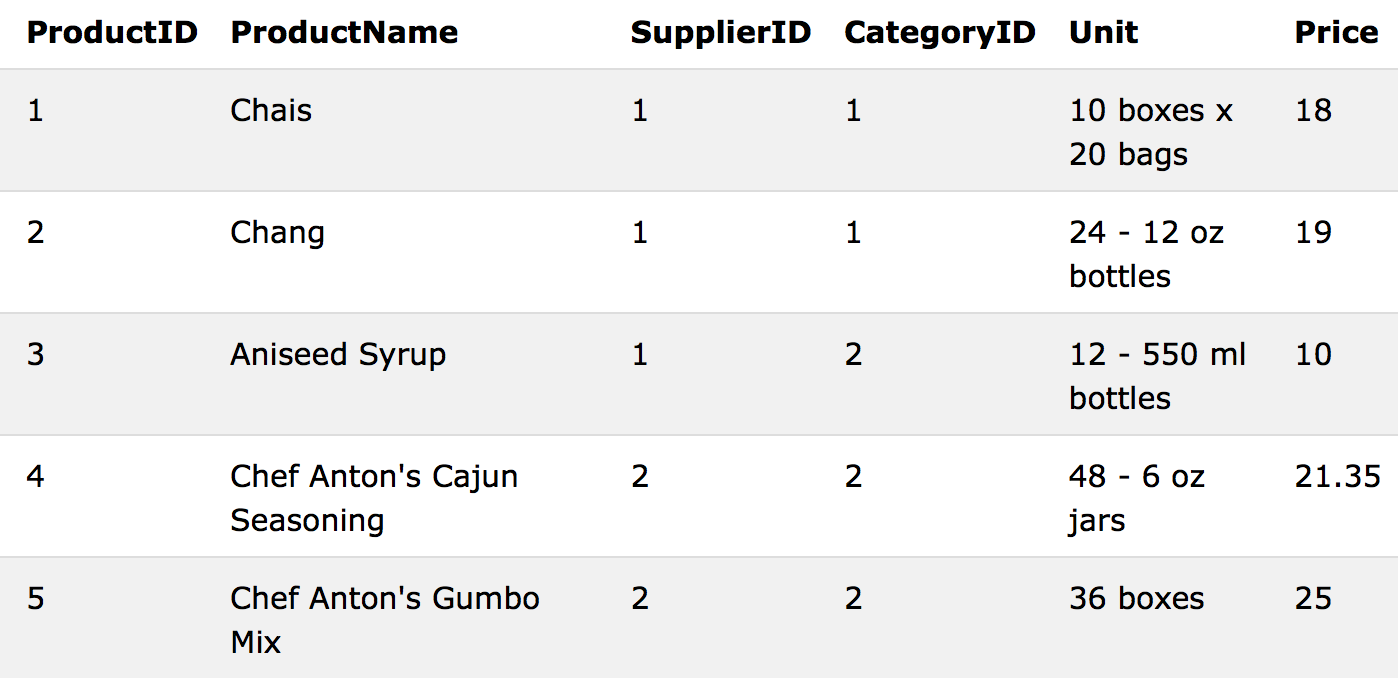 ProductID ProductName SupplierID CategoryID Unit Price
1 Chais 1 1 10 boxes x 18
20 bags
2 Chang 1 1 24 - 12 oz 19
bottles
3 Aniseed Syrup 1 2 12 - 550 ml 10
bottles
4 Chef Anton's Cajun 2 2 48 - 6 oz 21.35
Seasoning jars
5 Chef Anton's Gumbo 2 2 36 boxes 25
Mix